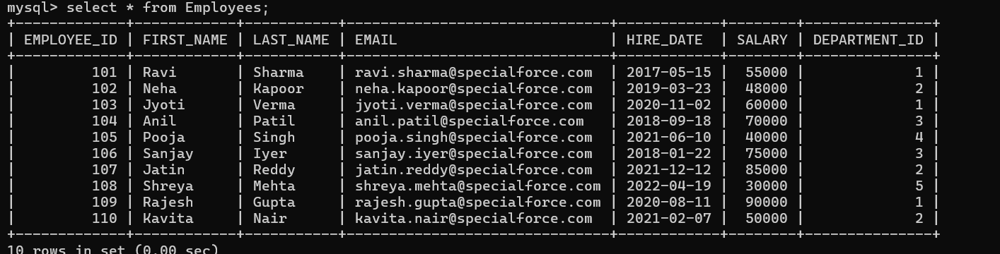 mysql> select * from Employees;
+-------------+------------+-----------+-------------------------------+------------+--------+---------------+
| EMPLOYEE_ID | FIRST_NAME | LAST_NAME | EMAIL                         | HIRE_DATE  | SALARY | DEPARTMENT_ID |
+-------------+------------+-----------+-------------------------------+------------+--------+---------------+
|         101 | Ravi       | Sharma    | ravi.sharma@specialforce.com  | 2017-05-15 |  55000 |             1 |
|         102 | Neha       | Kapoor    | neha.kapoor@specialforce.com  | 2019-03-23 |  48000 |             2 |
|         103 | Jyoti      | Verma     | jyoti.verma@specialforce.com  | 2020-11-02 |  60000 |             1 |
|         104 | Anil       | Patil     | anil.patil@specialforce.com   | 2018-09-18 |  70000 |             3 |
|         105 | Pooja      | Singh     | pooja.singh@specialforce.com  | 2021-06-10 |  40000 |             4 |
|         106 | Sanjay     | Iyer      | sanjay.iyer@specialforce.com  | 2018-01-22 |  75000 |             3 |
|         107 | Jatin      | Reddy     | jatin.reddy@specialforce.com  | 2021-12-12 |  85000 |             2 |
|         108 | Shreya     | Mehta     | shreya.mehta@specialforce.com | 2022-04-19 |  30000 |             5 |
|         109 | Rajesh     | Gupta     | rajesh.gupta@specialforce.com | 2020-08-11 |  90000 |             1 |
|         110 | Kavita     | Nair      | kavita.nair@specialforce.com  | 2021-02-07 |  50000 |             2 |
+-------------+------------+-----------+-------------------------------+------------+--------+---------------+
10 rows in set (0.00 sec)